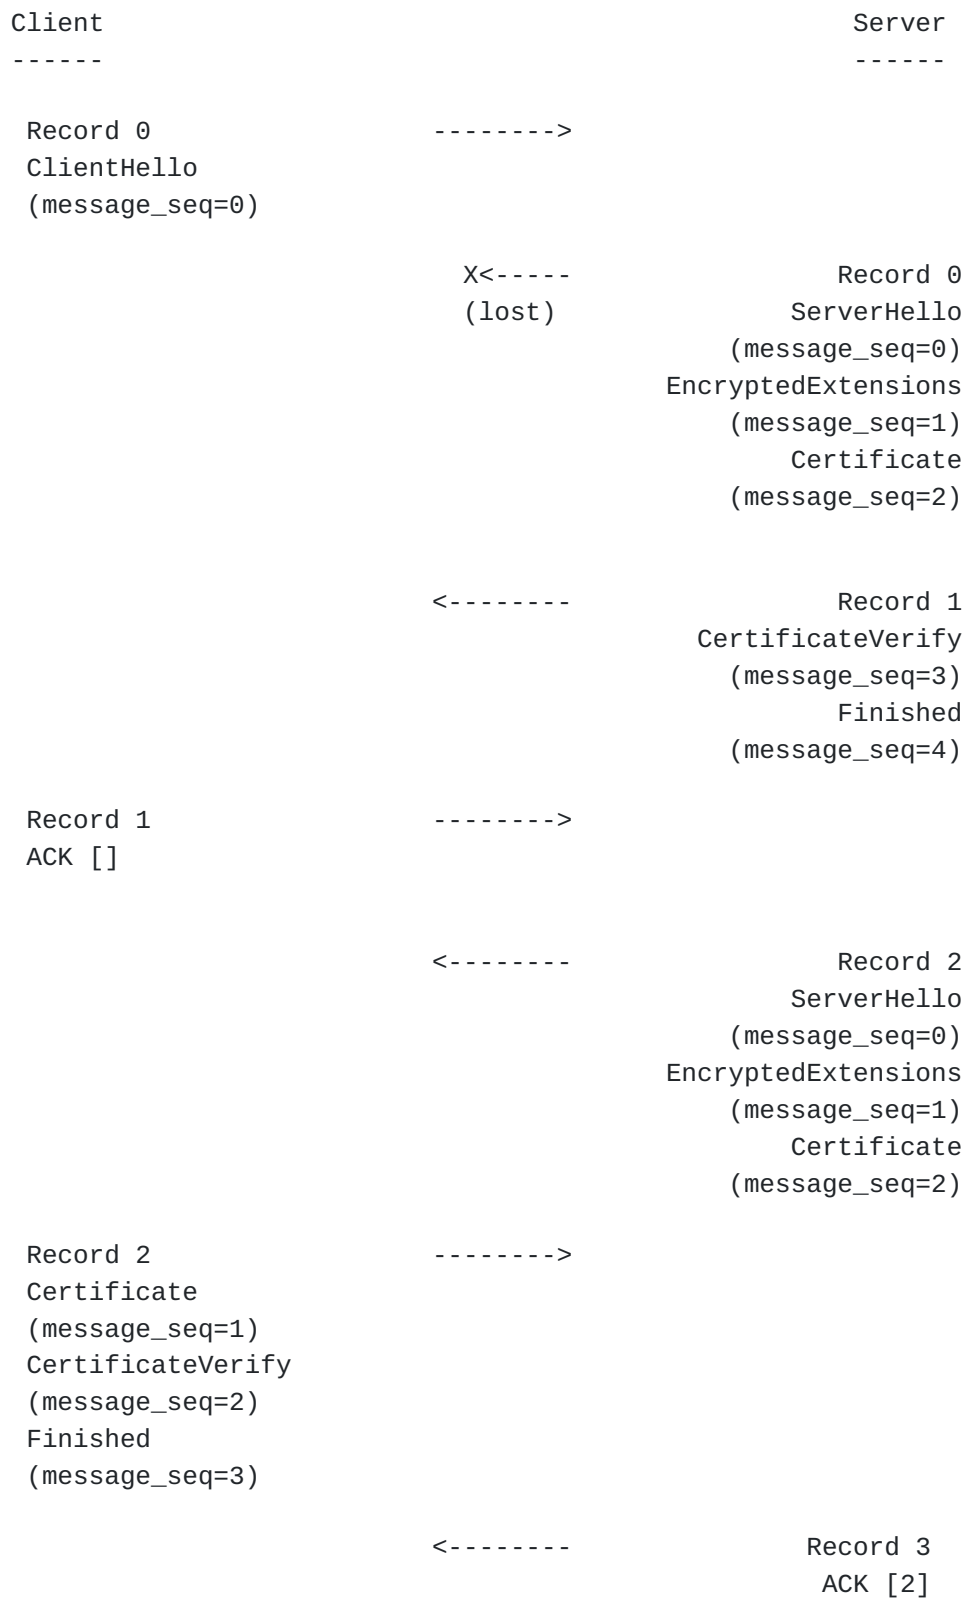 Client                                                Server
------                                                ------
 Record 0                  -------->
 ClientHello
 (message_seq=0)
                             X<-----                 Record 0
                             (lost)               ServerHello
                                              (message_seq=0)
                                          EncryptedExtensions
                                              (message_seq=1)
                                                  Certificate
                                              (message_seq=2)
                           <--------                 Record 1
                                            CertificateVerify
                                              (message_seq=3)
                                                     Finished
                                              (message_seq=4)
 Record 1                  -------->
 ACK []
                           <--------                 Record 2
                                                  ServerHello
                                              (message_seq=0)
                                          EncryptedExtensions
                                              (message_seq=1)
                                                  Certificate
                                              (message_seq=2)
 Record 2                  -------->
 Certificate
 (message_seq=1)
 CertificateVerify
 (message_seq=2)
 Finished
 (message_seq=3)
                           <--------               Record 3
                                                    ACK [2]